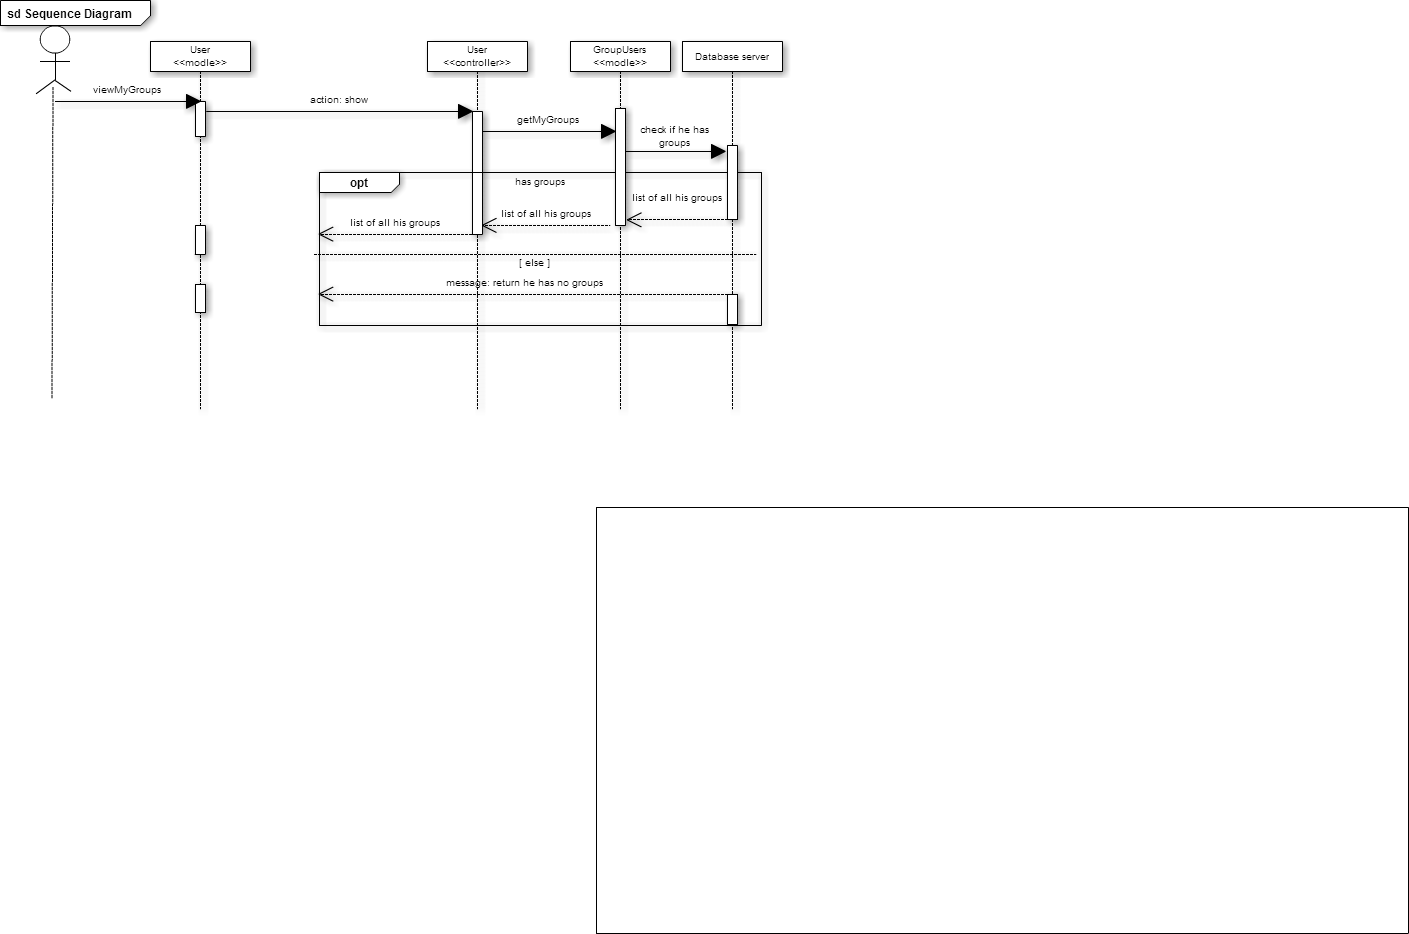 sd Sequence Diagram
User
<<modle>>
User
<<controller>>
GroupUsers
<<modle>>
Database server
viewMyGroups
action: show
getMyGroups
check if he has
groups
opt
has groups
list of all his groups
list of all his groups
list of all his groups
[ else ]
message: return he has no groups